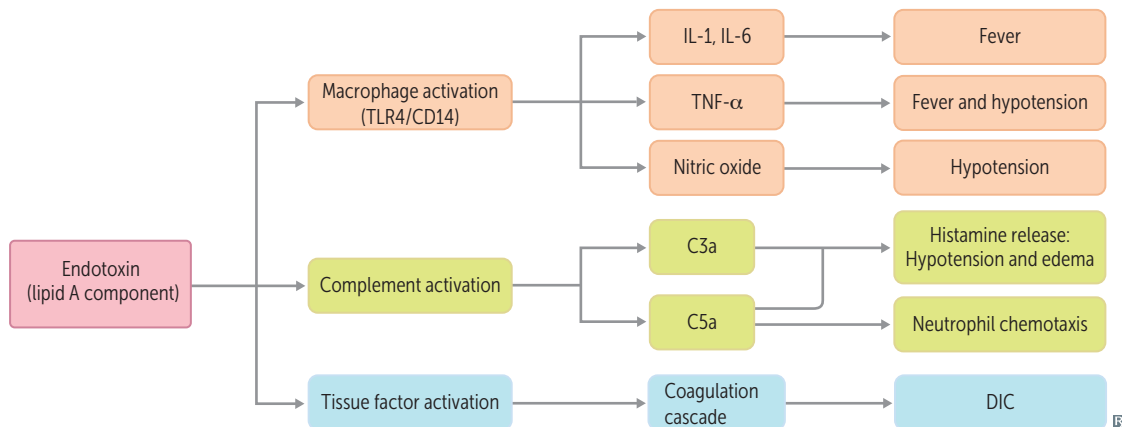 IL-1, IL-6
Fever
Macrophage activation
(TLR4/CD14)
TNF-α
Fever and hypotension
Nitric oxide
Hypotension
Endotoxin
(lipid A component)
Complement activation
C3a
Histamine release:
Hypotension and edema
C5a
Neutrophil chemotaxis
Tissue factor activation
Coagulation
cascade
DIC